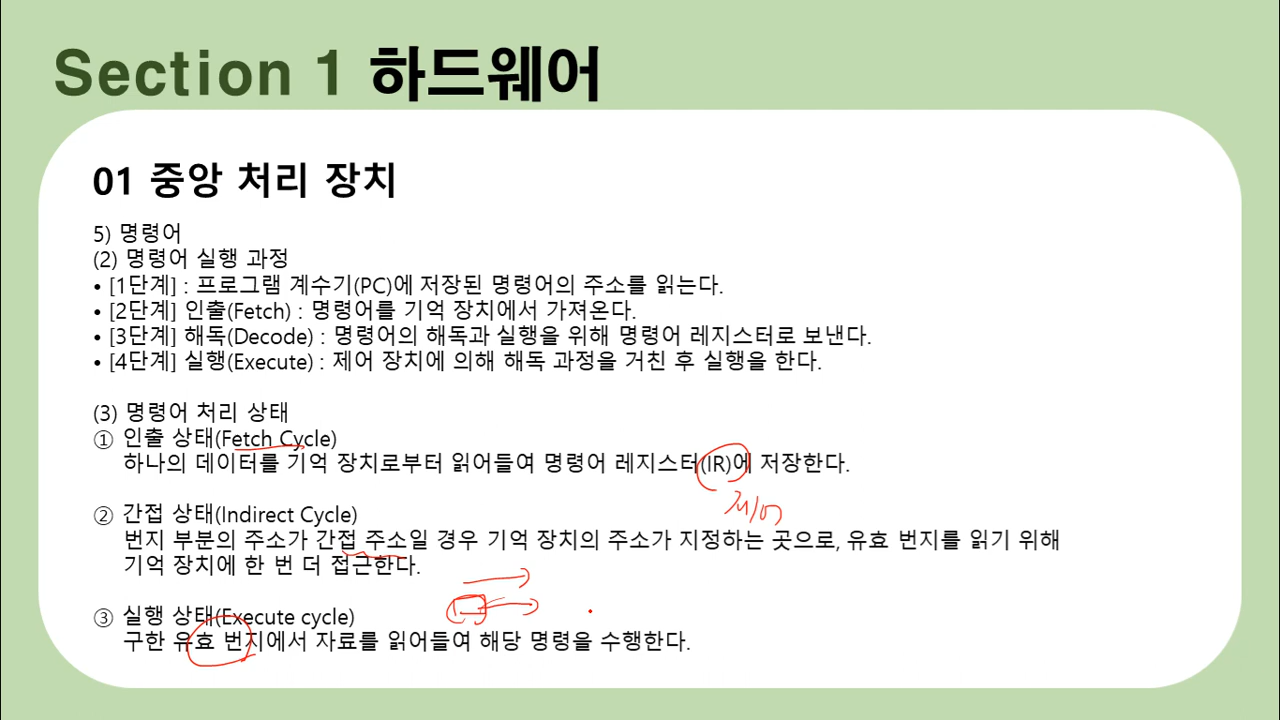 Section 1 하드웨어
01 중앙 처리 장치
5) 명령어
(2) 명령어 실행 과정
• [1단계] : 프로그램 계수기(PC)에 저장된 명령어의 주소를 읽는다.
• [2단계] 인출(Fetch) : 명령어를 기억 장치에서 가져온다.
• [3단계] 해독(Decode) : 명령어의 해독과 실행을 위해 명령어 레지스터로 보낸다.
• [4단계] 실행(Execute) : 제어 장치에 의해 해독 과정을 거친 후 실행을 한다.
(3) 명령어 처리 상태
① 인출 상태(Fetch Cycle)
하나의 데이터를 기억 장치로부터 읽어들여 명령어 레지스터(IR)에 저장한다.
제어
② 간접 상태(Indirect Cycle)
번지 부분의 주소가 간접 주소일 경우 기억 장치의 주소가 지정하는 곳으로, 유효 번지를 읽기 위해
기억 장치에 한 번 더 접근한다.
③ 실행 상태(Execute cycle)
구한 유효 번지에서 자료를 읽어들여 해당 명령을 수행한다.